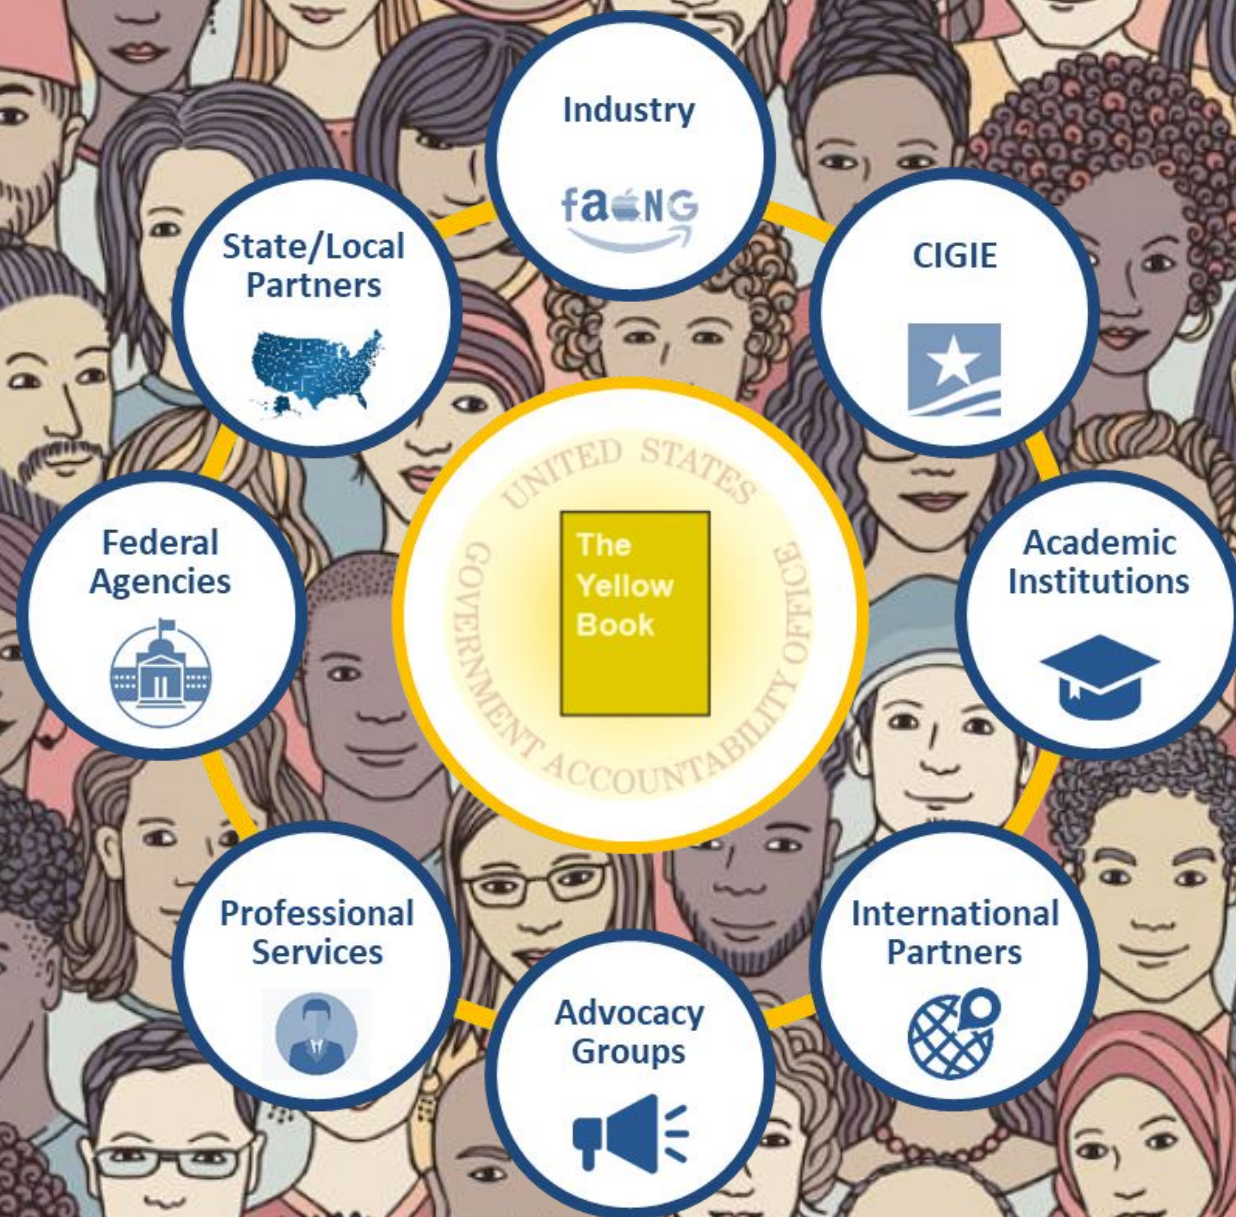 Industry
faaNG
State/Local
Partners
CIGIE
UNITED STATES
GOVERNMENT ACCOUNTABILITY OFFICE
The
Yellow
Book
Federal
Agencies
Academic
Institutions
Professional
Services
International
Partners
Advocacy
Groups